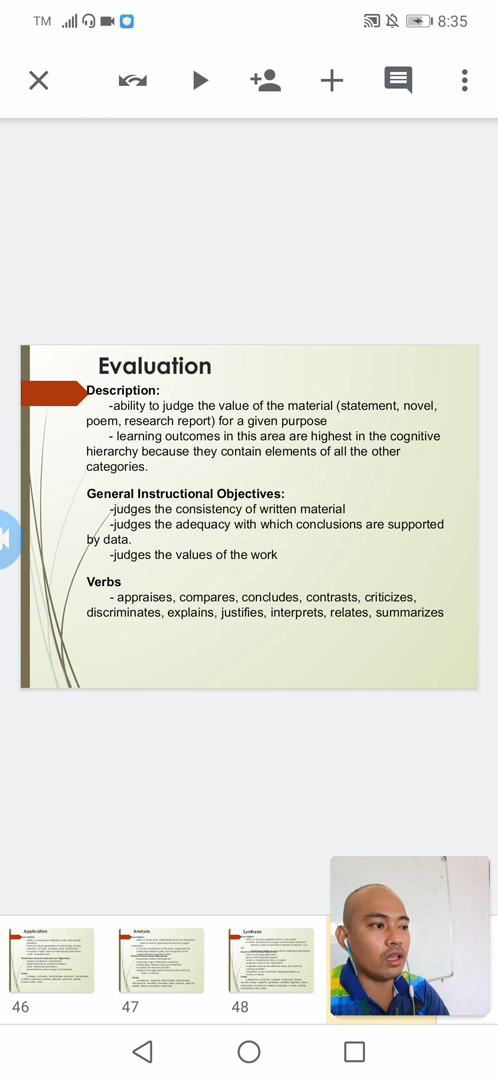 TM 8:35
Evaluation
Description:
-ability to judge the value of the material (statement, novel,
poem, research report) for a given purpose
- learning outcomes in this area are highest in the cognitive
hierarchy because they contain elements of all the other
categories.
General Instructional Objectives:
-judges the consistency of written material
-judges the adequacy with which conclusions are supported
by data.
-judges the values of the work
Verbs
- appraises, compares, concludes, contrasts, criticizes,
discriminates, explains, justifies, interprets, relates, summarizes
Application
Analysis
Synthesis
46 47 48